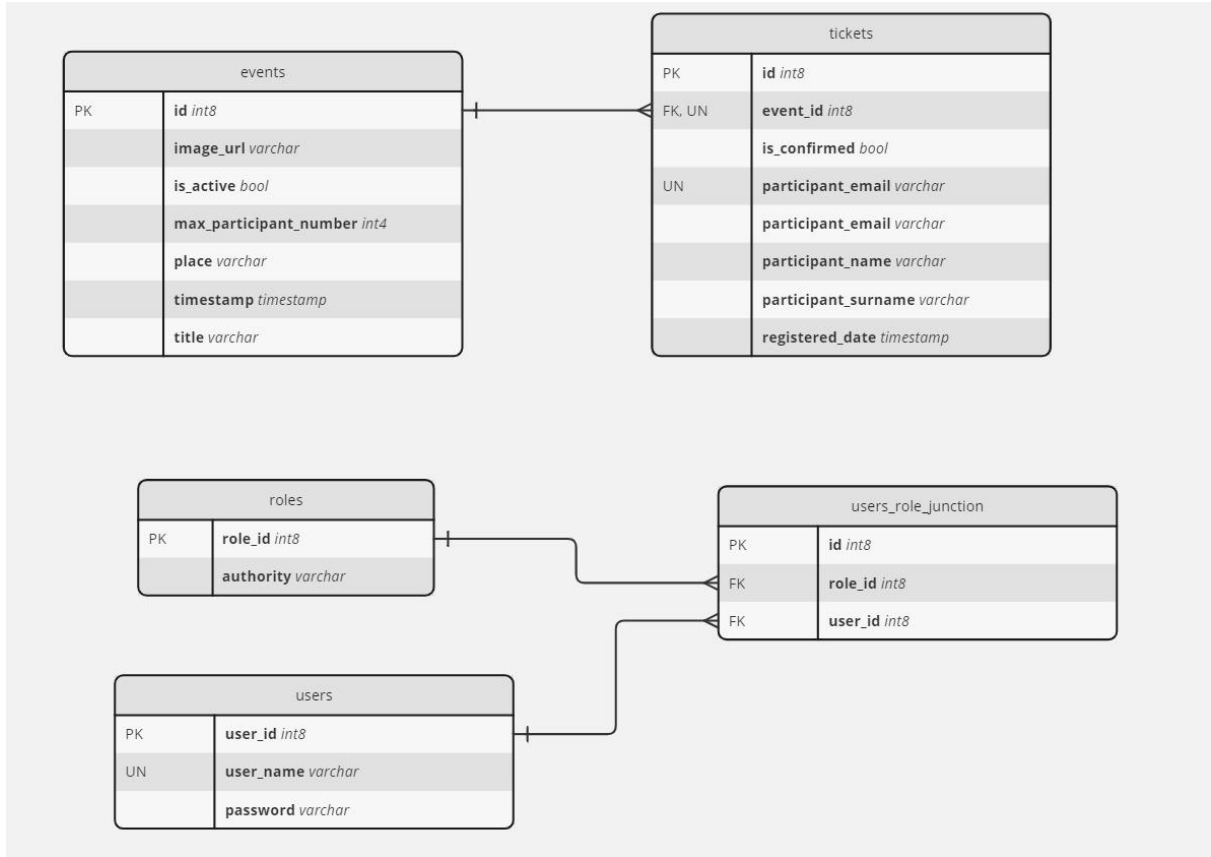 events
PK id int8
image_url varchar
is_active bool
max_participant_number int4
place varchar
timestamp timestamp
title varchar
tickets
PK id int8
FK, UN event_id int8
is_confirmed bool
UN participant_email varchar
participant_email varchar
participant_name varchar
participant_surname varchar
registered_date timestamp
roles
PK role_id int8
authority varchar
users_role_junction
PK id int8
FK role_id int8
FK user_id int8
users
PK user_id int8
UN user_name varchar
password varchar